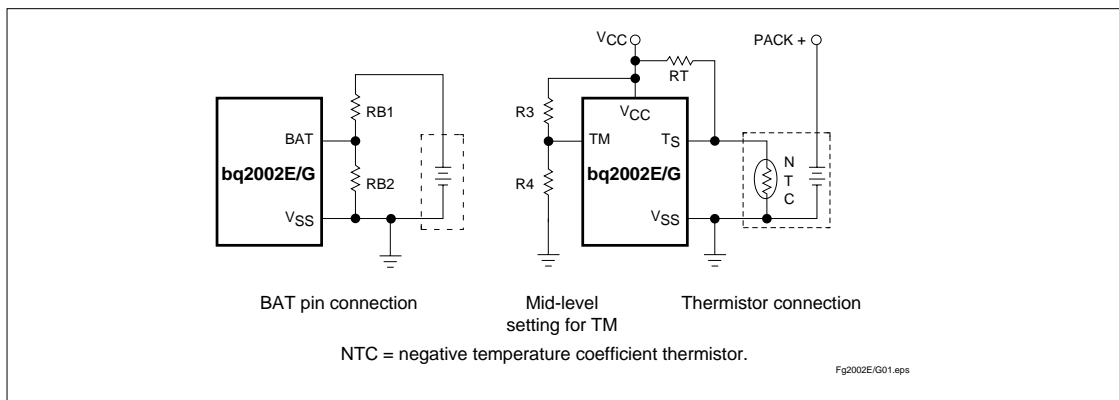 RB1
BAT
bq2002E/G
RB2
VSS
BAT pin connection
VCC
PACK +
RT
R3
VCC
TM
TS
bq2002E/G
R4
VSS
N
T
C
Mid-level
setting for TM
Thermistor connection
NTC = negative temperature coefficient thermistor.
Fg2002E/G01.eps